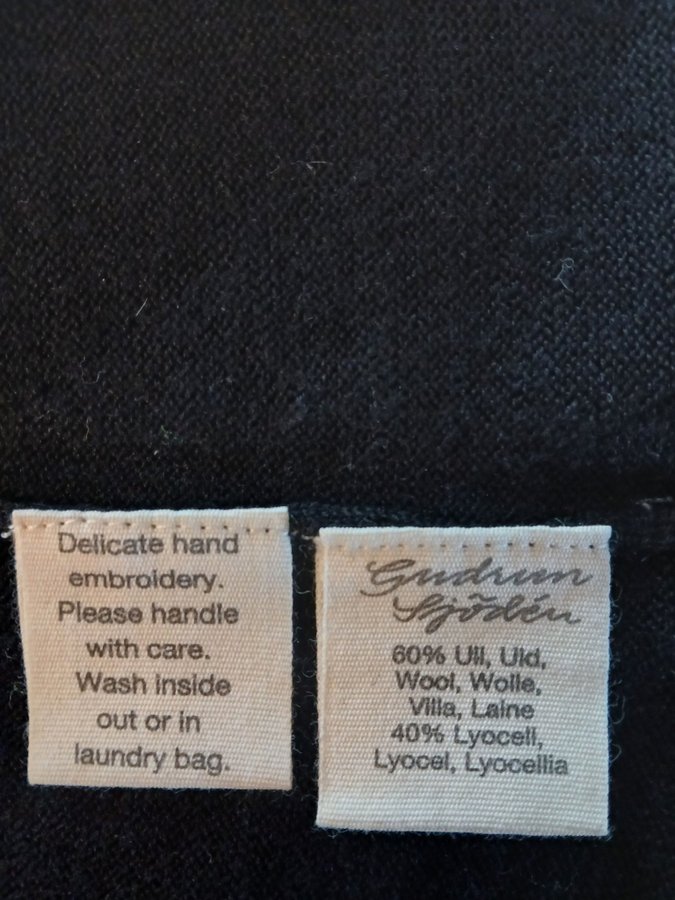 Delicate hand
embroidery.
Please handle
with care.
Wash inside
out or in
laundry bag.
Gudrun
Sjödén
60% Ull, Uld,
Wool, Wolle,
Villa, Laine
40% Lyocell,
Lyocel, Lyocellia